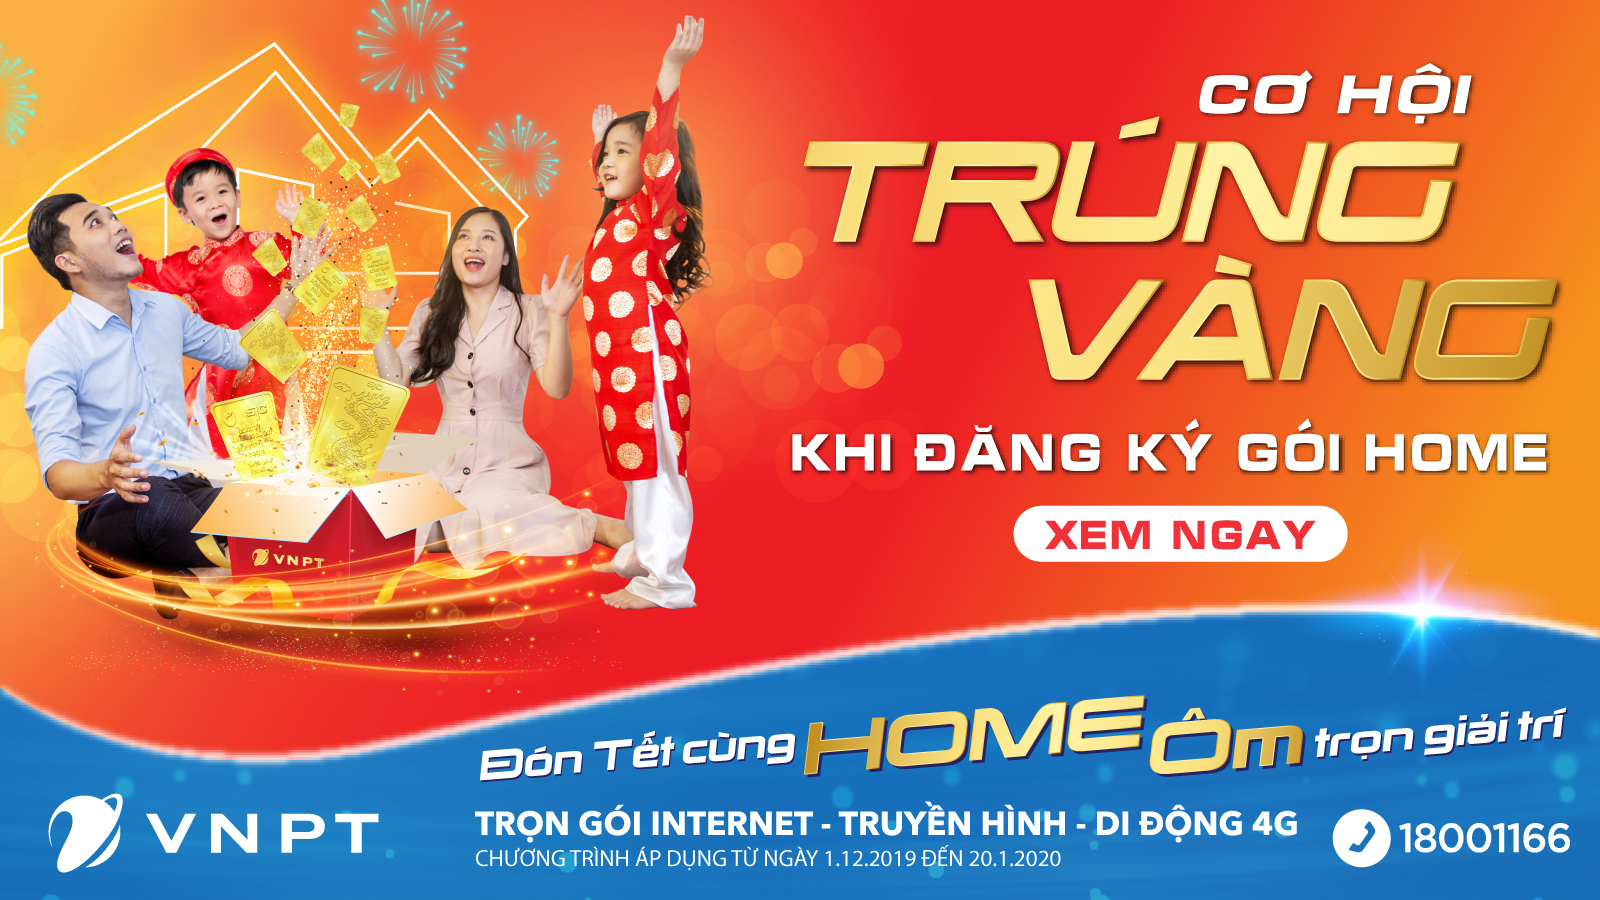 CƠ HỘI
TRÚNG
VÀNG
KHI ĐĂNG KÝ GÓI HOME
XEM NGAY
VNPT
Đón Tết cùng HOME Ôm trọn giải trí
VNPT
TRỌN GÓI INTERNET - TRUYỀN HÌNH - DI ĐỘNG 4G
CHƯƠNG TRÌNH ÁP DỤNG TỪ NGÀY 1.12.2019 ĐẾN 20.1.2020
18001166